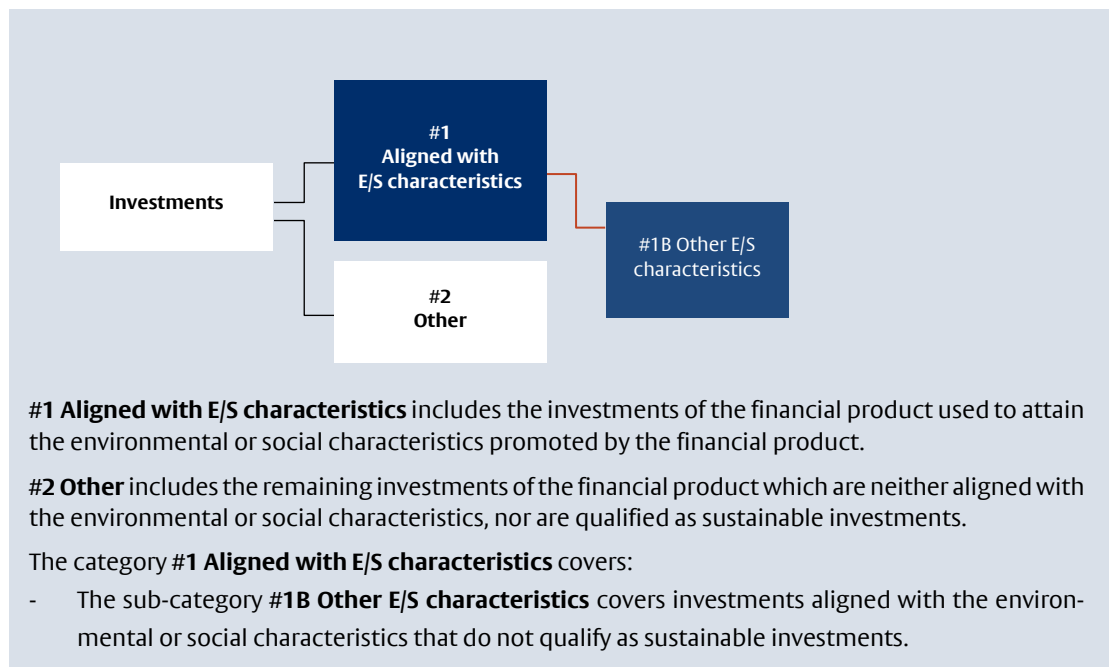 #1
Aligned with
E/S characteristics
Investments
#1B Other E/S
characteristics
#2
Other
#1 Aligned with E/S characteristics includes the investments of the financial product used to attain
the environmental or social characteristics promoted by the financial product.
#2 Other includes the remaining investments of the financial product which are neither aligned with
the environmental or social characteristics, nor are qualified as sustainable investments.
The category #1 Aligned with E/S characteristics covers:
- The sub-category #1B Other E/S characteristics covers investments aligned with the environ-
mental or social characteristics that do not qualify as sustainable investments.